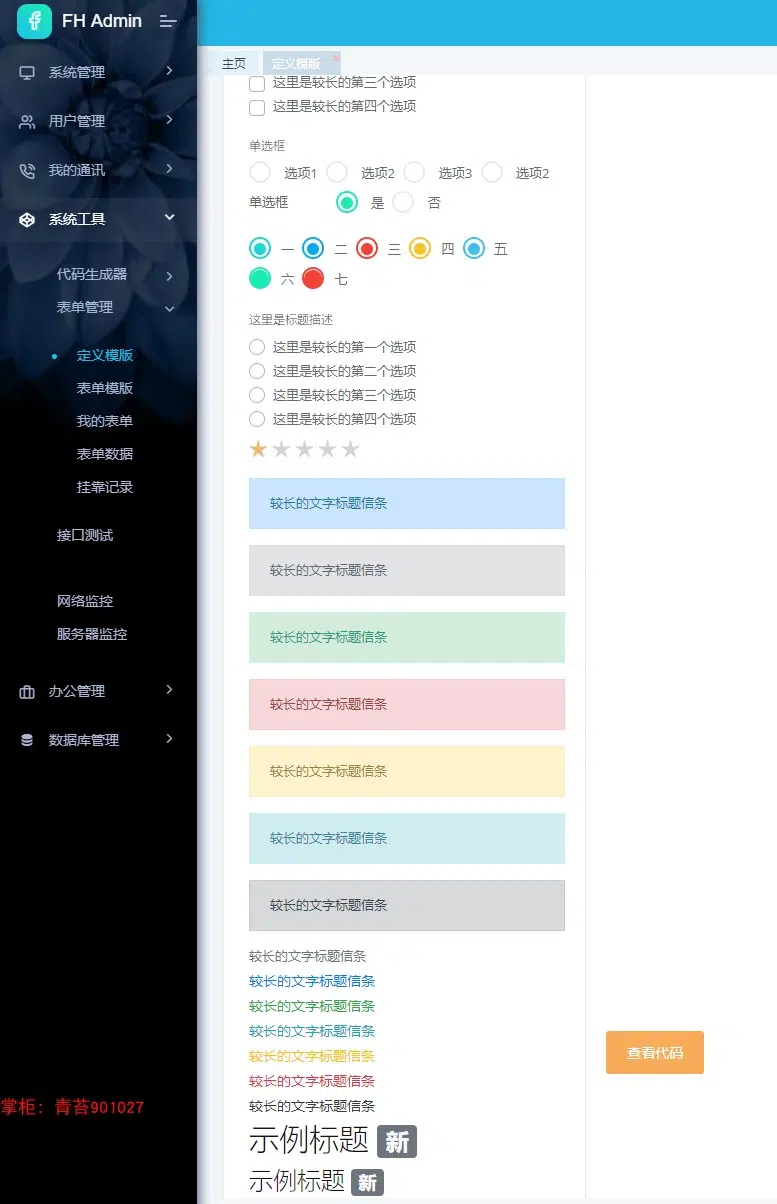 FH Admin
系统管理
用户管理
我的通讯
系统工具
代码生成器
表单管理
定义模版
表单模版
我的表单
表单数据
挂靠记录
接口测试
网络监控
服务器监控
办公管理
数据库管理
掌柜：青苔901027
主页
定义模版
这里是较长的第三个选项
这里是较长的第四个选项
单选框
选项1 选项2 选项3 选项2
单选框 是 否
一 二 三 四 五
六 七
这里是标题描述
这里是较长的第一个选项
这里是较长的第二个选项
这里是较长的第三个选项
这里是较长的第四个选项
较长的文字标题信条
较长的文字标题信条
较长的文字标题信条
较长的文字标题信条
较长的文字标题信条
较长的文字标题信条
较长的文字标题信条
较长的文字标题信条
较长的文字标题信条
较长的文字标题信条
较长的文字标题信条
较长的文字标题信条
较长的文字标题信条
较长的文字标题信条
示例标题 新
示例标题 新
查看代码